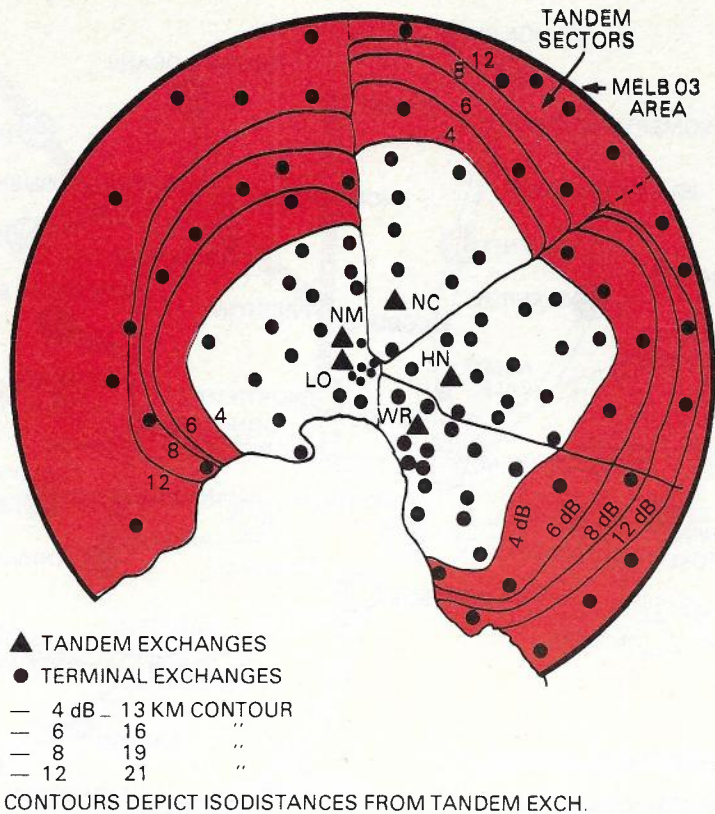 TANDEM
SECTORS
MELB 03
AREA
12
8
6
4
NC
NM
LO
HN
WR
4
6
8
12
4 dB
6 dB
8 dB
12 dB
▲ TANDEM EXCHANGES
● TERMINAL EXCHANGES
— 4 dB – 13 KM CONTOUR
— 6 16 ″
— 8 19 ″
— 12 21 ″
CONTOURS DEPICT ISODISTANCES FROM TANDEM EXCH.